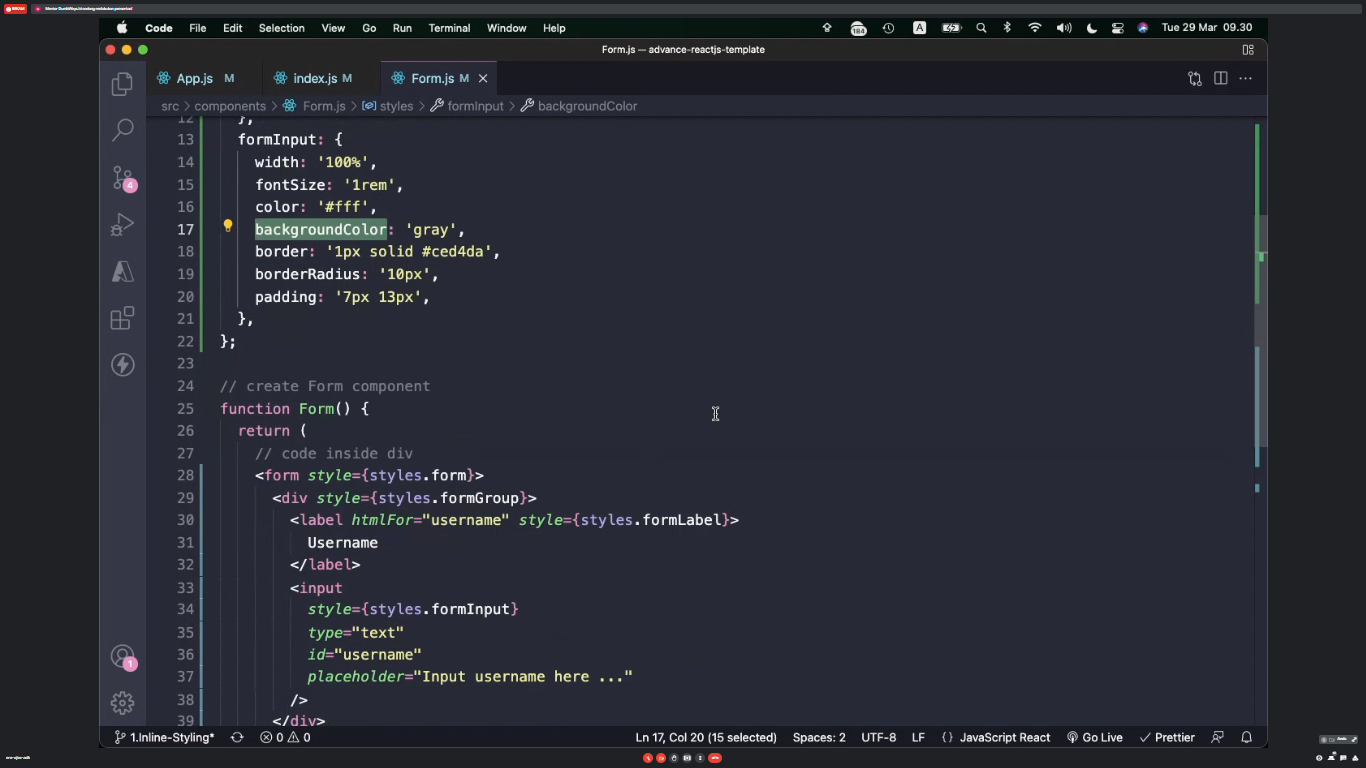 Code File Edit Selection View Go Run Terminal Window Help 184 A Tue 29 Mar 09.30
Form.js — advance-reactjs-template
App.js M index.js M Form.js M
src > components > Form.js > styles > formInput > backgroundColor
12 },
13 formInput: {
14 width: '100%',
15 fontSize: '1rem',
16 color: '#fff',
17 backgroundColor: 'gray',
18 border: '1px solid #ced4da',
19 borderRadius: '10px',
20 padding: '7px 13px',
21 },
22 };
23
24 // create Form component
25 function Form() {
26 return (
27 // code inside div
28 <form style={styles.form}>
29 <div style={styles.formGroup}>
30 <label htmlFor="username" style={styles.formLabel}>
31 Username
32 </label>
33 <input
34 style={styles.formInput}
35 type="text"
36 id="username"
37 placeholder="Input username here ..."
38 />
39 </div>
4
1
1.Inline-Styling* 0 0 Ln 17, Col 20 (15 selected) Spaces: 2 UTF-8 LF {} JavaScript React Go Live Prettier